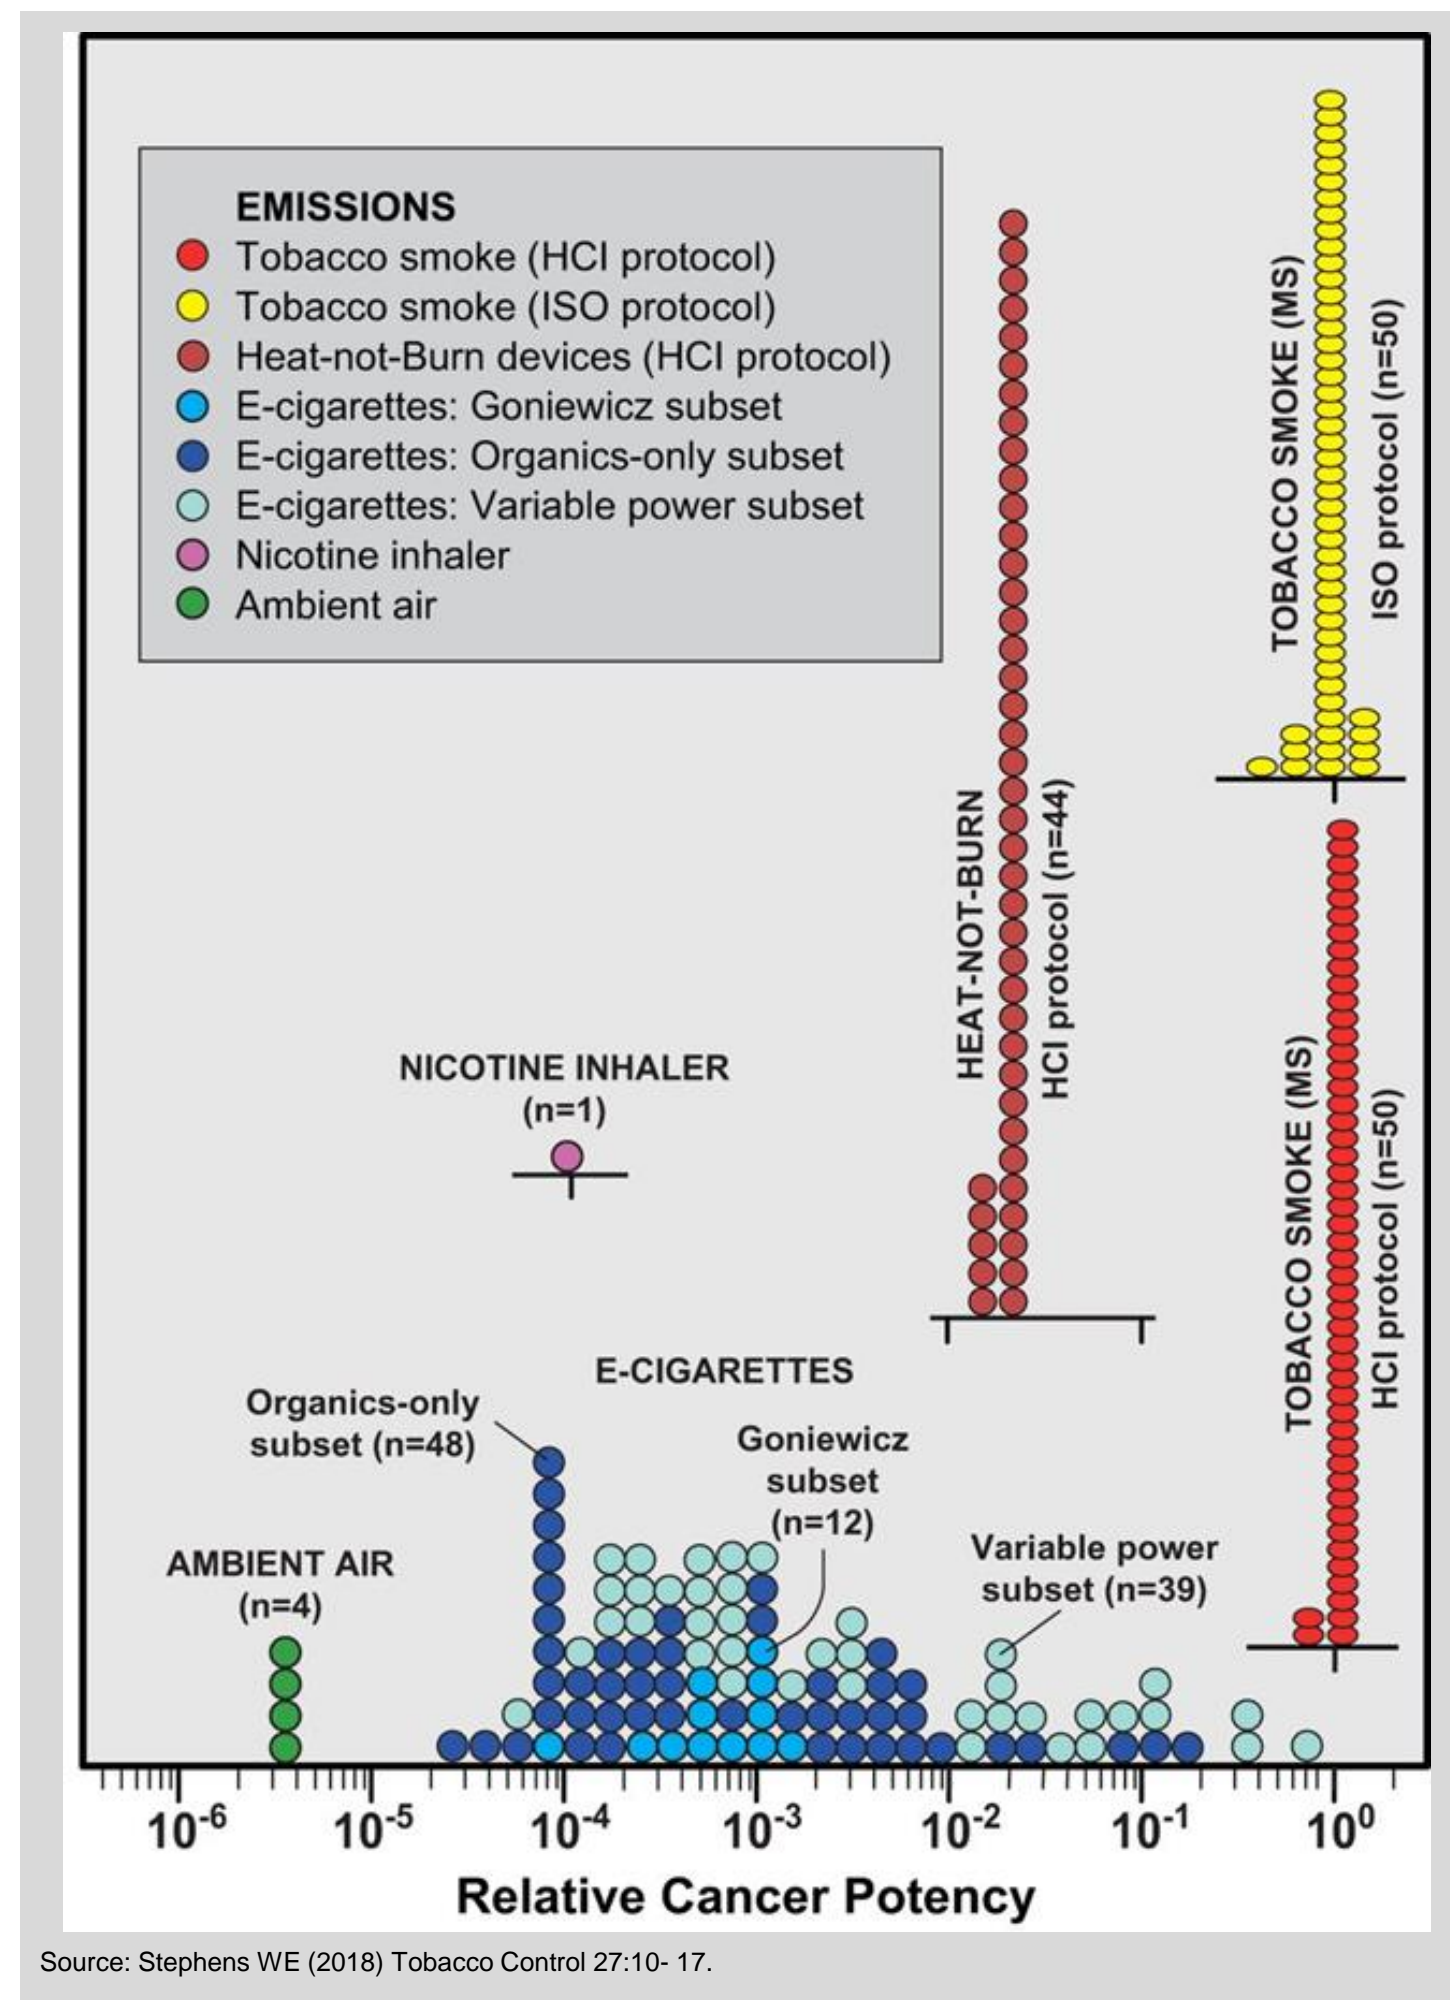 EMISSIONS
Tobacco smoke (HCI protocol)
Tobacco smoke (ISO protocol)
Heat-not-Burn devices (HCI protocol)
E-cigarettes: Goniewicz subset
E-cigarettes: Organics-only subset
E-cigarettes: Variable power subset
Nicotine inhaler
Ambient air
TOBACCO SMOKE (MS)
ISO protocol (n=50)
HEAT-NOT-BURN
HCI protocol (n=44)
TOBACCO SMOKE (MS)
HCI protocol (n=50)
NICOTINE INHALER
(n=1)
E-CIGARETTES
Organics-only
subset (n=48)
Goniewicz
subset
(n=12)
Variable power
subset (n=39)
AMBIENT AIR
(n=4)
10⁻⁶ 10⁻⁵ 10⁻⁴ 10⁻³ 10⁻² 10⁻¹ 10⁰
Relative Cancer Potency
Source: Stephens WE (2018) Tobacco Control 27:10- 17.